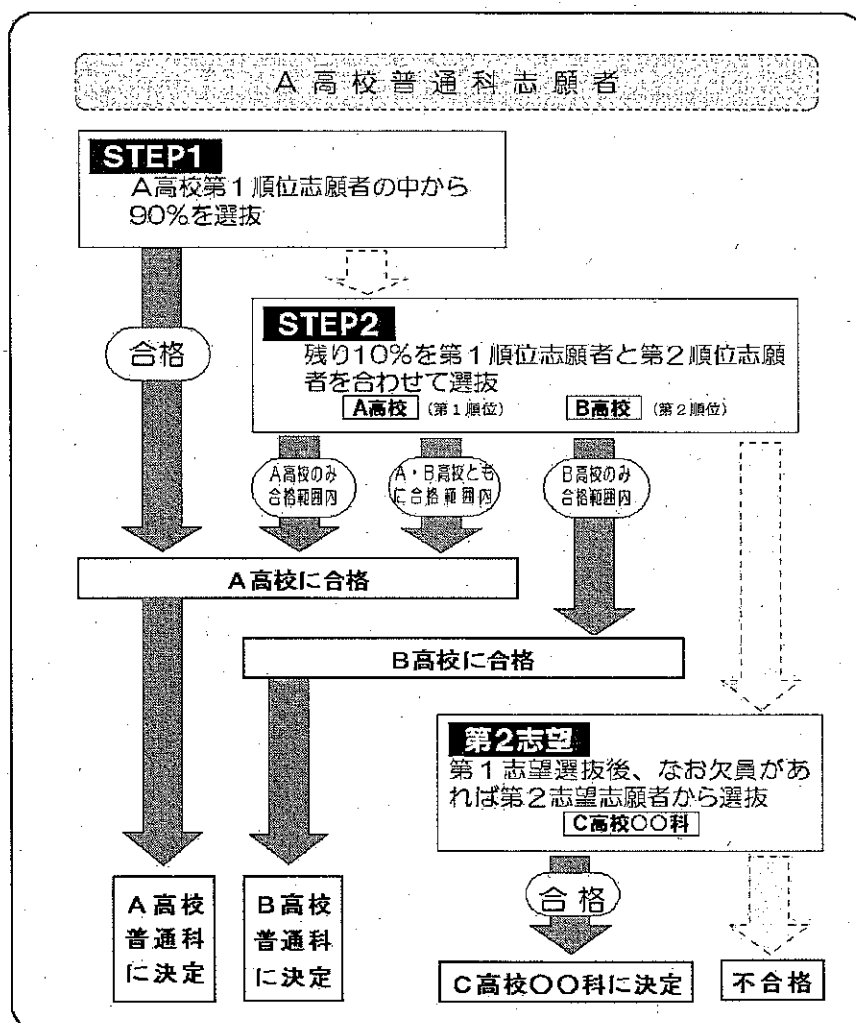 A高校普通科志願者
STEP1
A高校第1順位志願者の中から
90%を選抜
合格
STEP2
残り10%を第1順位志願者と第2順位志願
者を合わせて選抜
A高校 (第1順位) B高校 (第2順位)
A高校のみ
合格範囲内
A・B高校とも
に合格範囲内
B高校のみ
合格範囲内
A高校に合格
B高校に合格
第2志望
第1志望選抜後、なお欠員があ
れば第2志望志願者から選抜
C高校〇〇科
合格
A高校
普通科
に決定
B高校
普通科
に決定
C高校〇〇科に決定
不合格